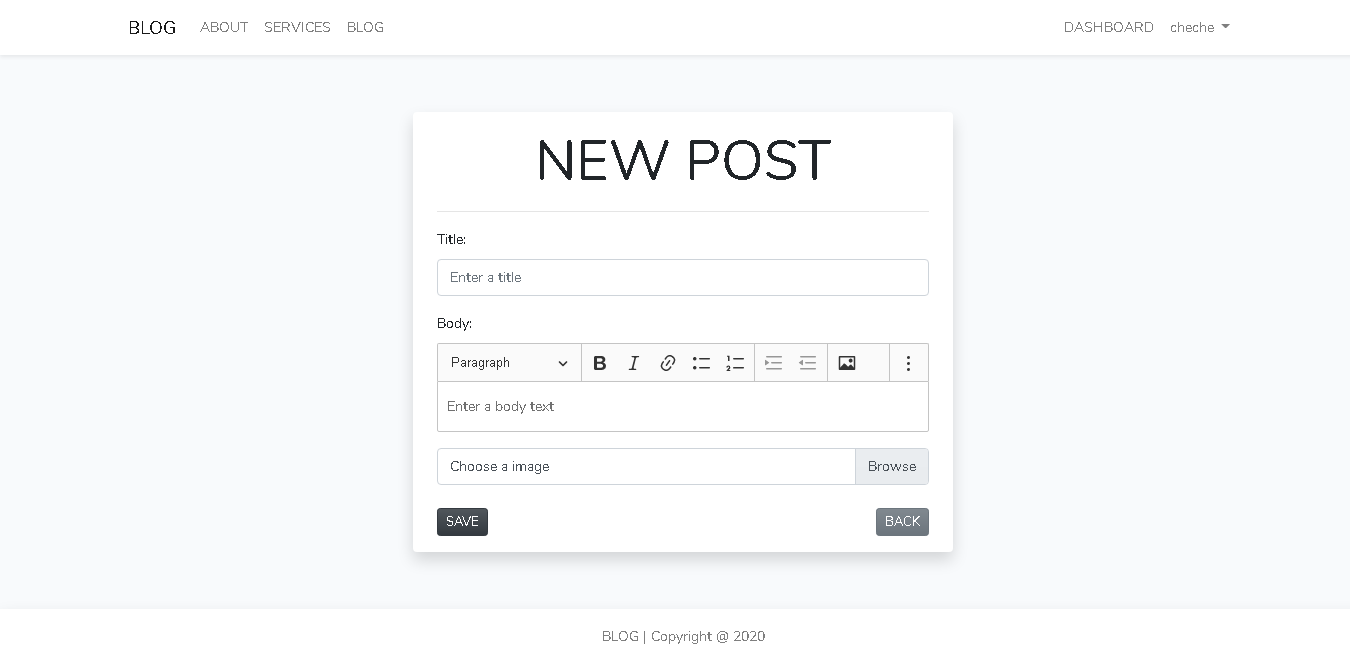 BLOG ABOUT SERVICES BLOG DASHBOARD cheche
NEW POST
Title:
Enter a title
Body:
Paragraph B I
Enter a body text
Choose a image Browse
SAVE BACK
BLOG | Copyright @ 2020